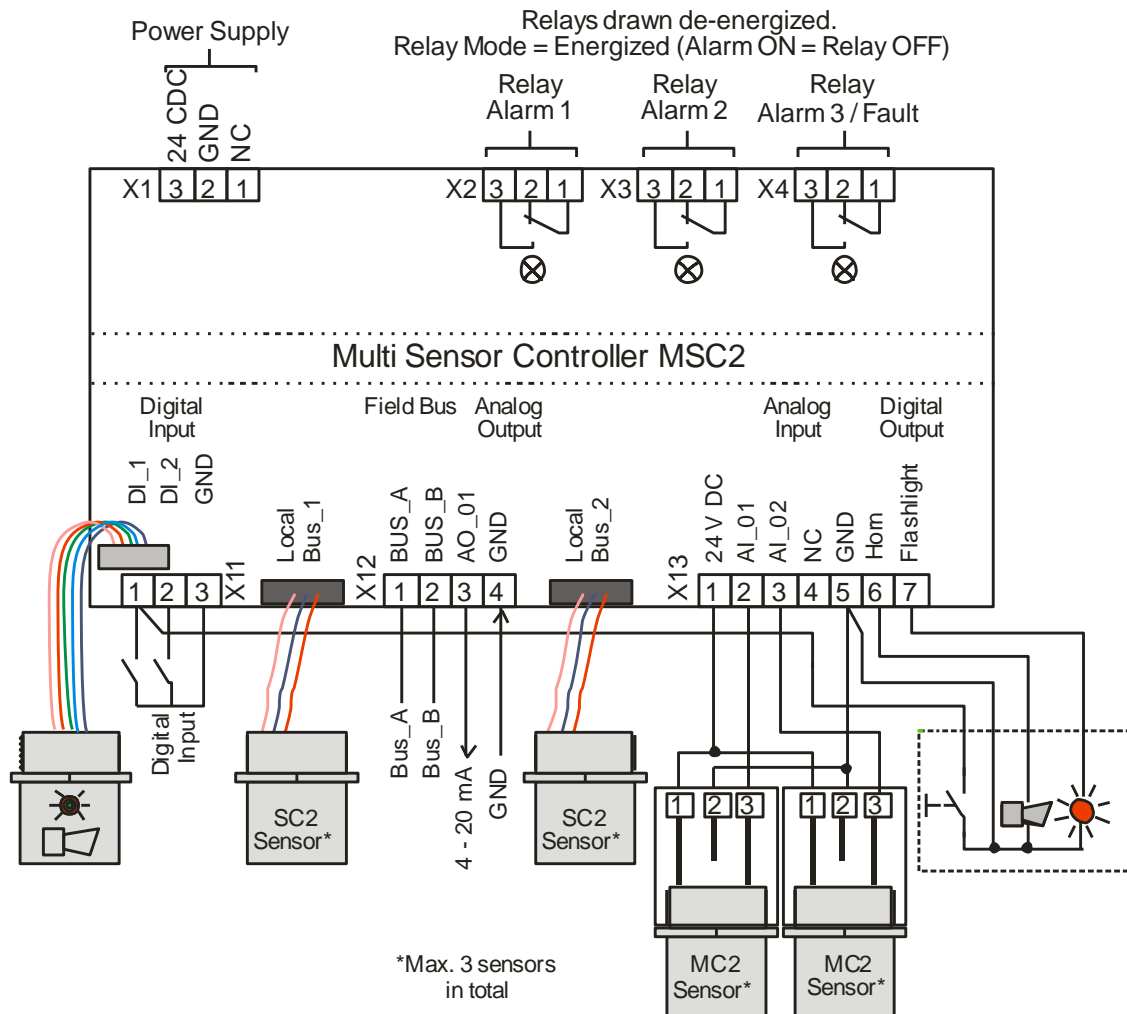 Power Supply
Relays drawn de-energized.
Relay Mode = Energized (Alarm ON = Relay OFF)
24 CDC
GND
NC
Relay
Alarm 1
Relay
Alarm 2
Relay
Alarm 3 / Fault
X1 3 2 1
X2 3 2 1
X3 3 2 1
X4 3 2 1
Multi Sensor Controller MSC2
Digital
Input
Field Bus
Analog
Output
Analog
Input
Digital
Output
DI_1
DI_2
GND
Local
Bus_1
BUS_A
BUS_B
AO_01
GND
Local
Bus_2
24 V DC
AI_01
AI_02
NC
GND
Horn
Flashlight
1 2 3 X11
X12 1 2 3 4
X13 1 2 3 4 5 6 7
Digital
Input
Bus_A
Bus_B
4 - 20 mA
GND
SC2
Sensor*
SC2
Sensor*
1 2 3
1 2 3
MC2
Sensor*
MC2
Sensor*
*Max. 3 sensors
in total